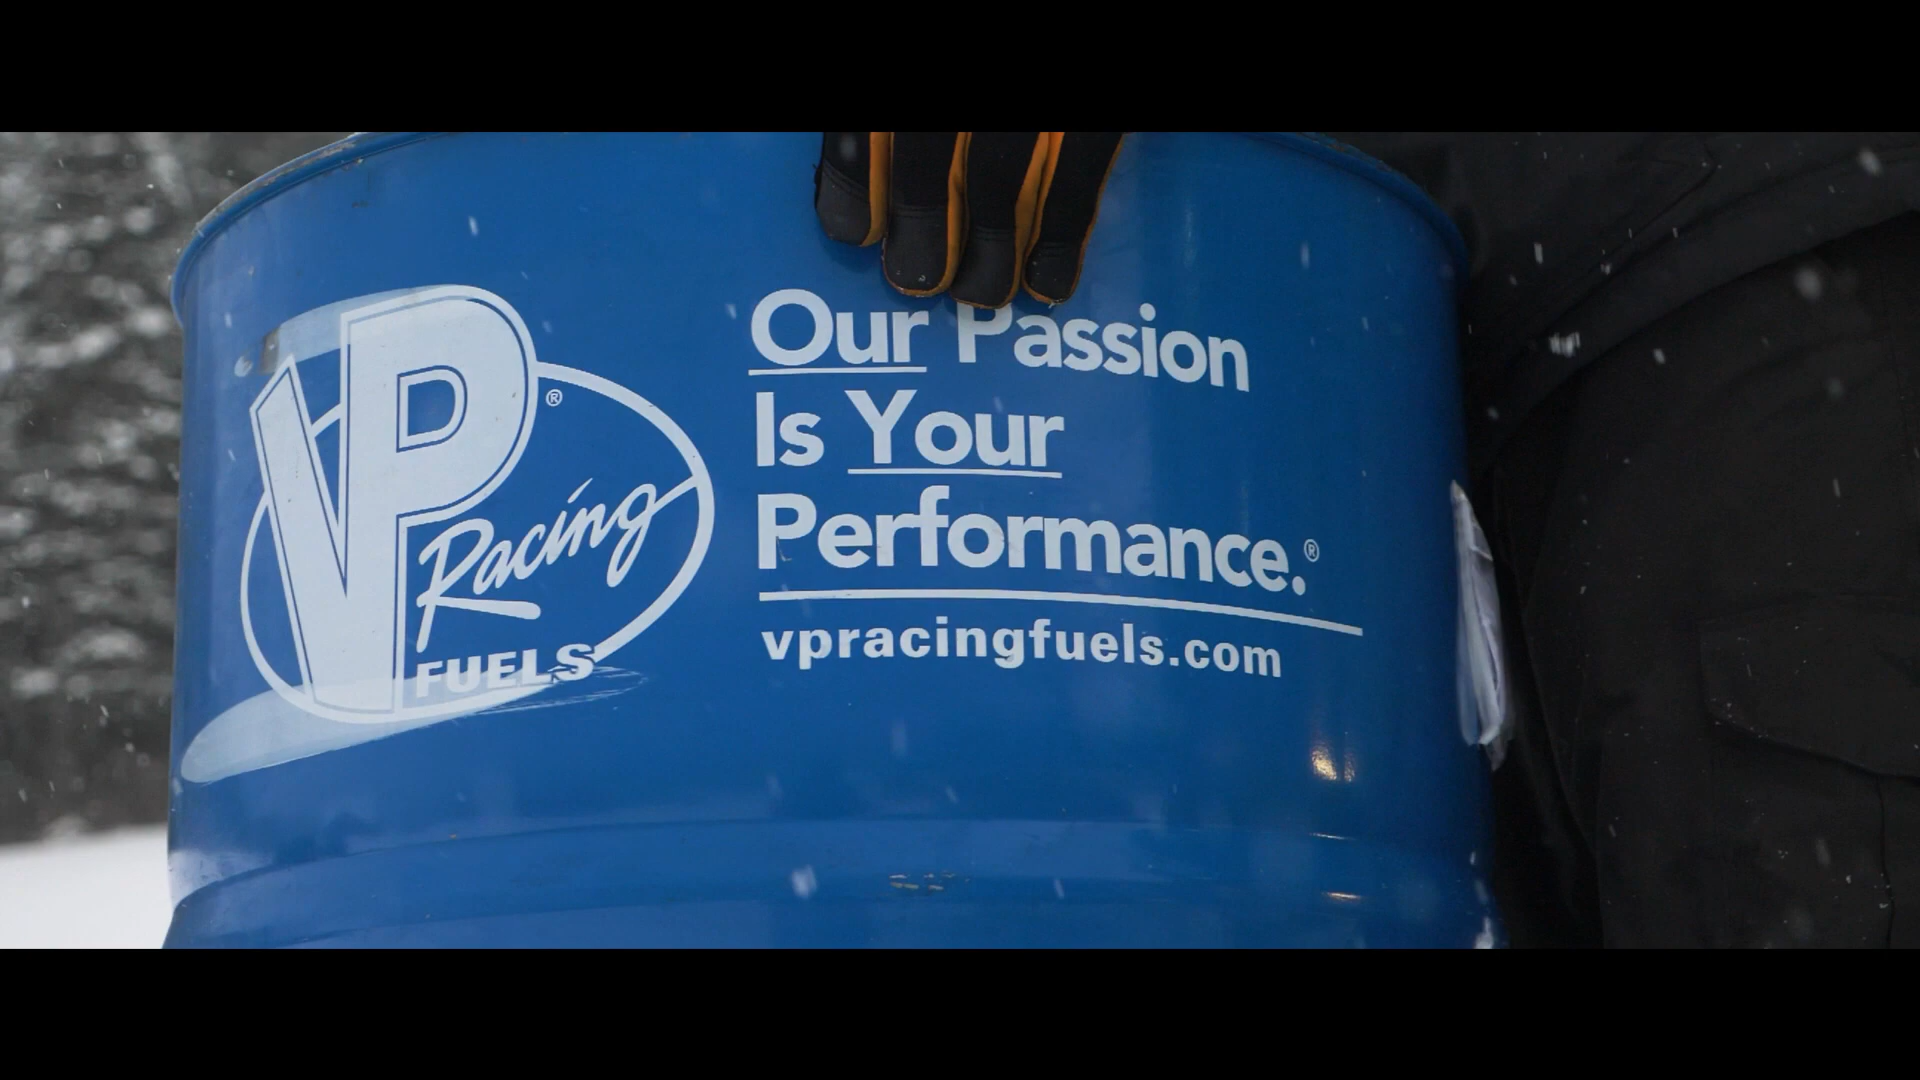 VP®
Racing
FUELS
Our Passion
Is Your
Performance.®
vpracingfuels.com